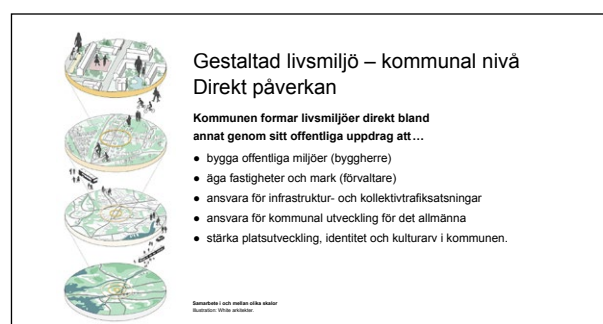 Gestaltad livsmiljö – kommunal nivå
Direkt påverkan
Kommunen formar livsmiljöer direkt bland
annat genom sitt offentliga uppdrag att…
● bygga offentliga miljöer (byggherre)
● äga fastigheter och mark (förvaltare)
● ansvara för infrastruktur- och kollektivtrafiksatsningar
● ansvara för kommunal utveckling för det allmänna
● stärka platsutveckling, identitet och kulturarv i kommunen.
Samarbete i och mellan olika skalor
Illustration: White arkitekter.